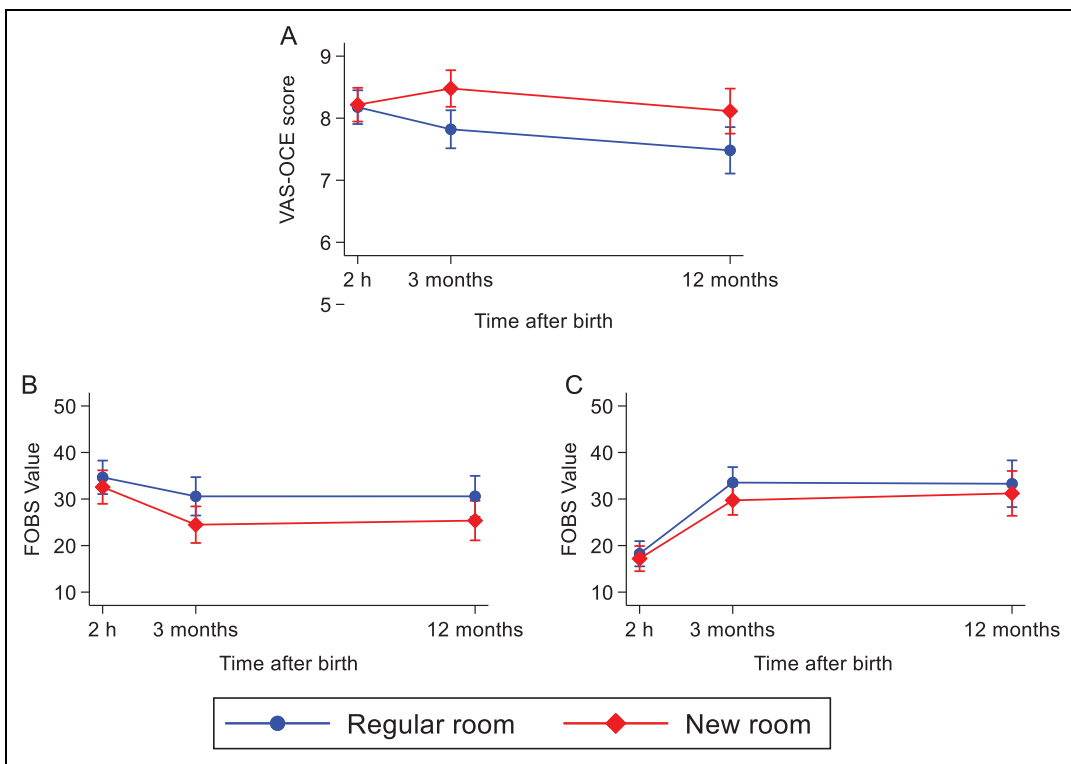 A
9
8
7
6
5
VAS-OCE score
2 h 3 months 12 months
Time after birth
B
50
40
30
20
10
FOBS Value
2 h 3 months 12 months
Time after birth
C
50
40
30
20
10
FOBS Value
2 h 3 months 12 months
Time after birth
Regular room New room